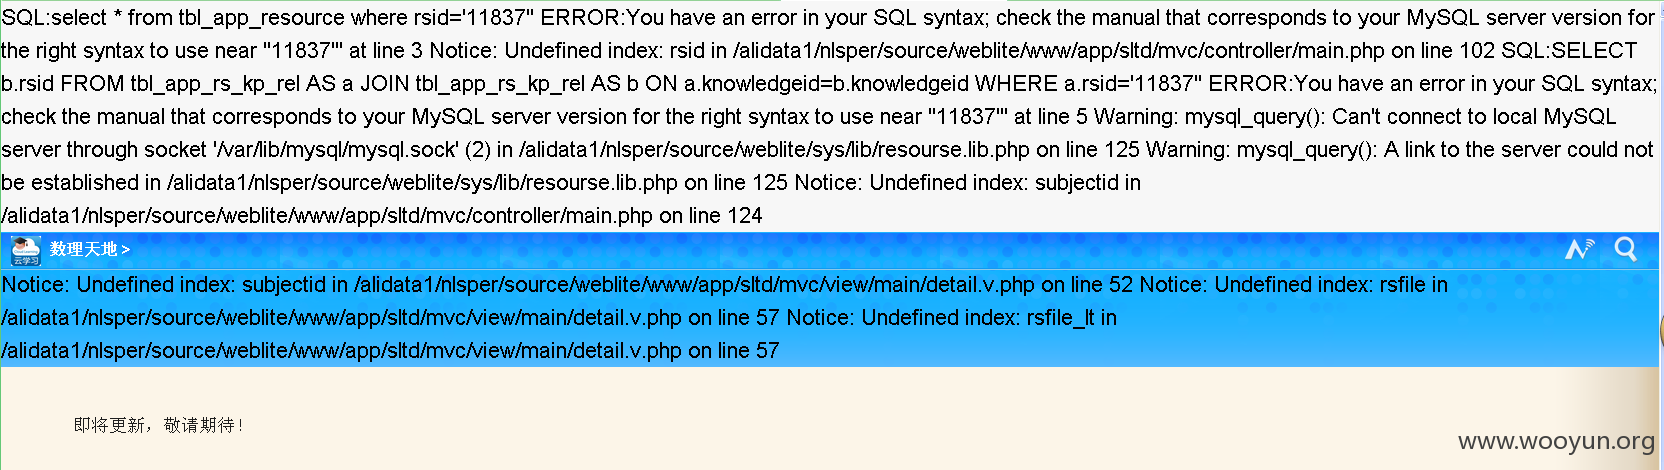 SQL:select * from tbl_app_resource where rsid='11837'' ERROR:You have an error in your SQL syntax; check the manual that corresponds to your MySQL server version for
the right syntax to use near ''11837''' at line 3 Notice: Undefined index: rsid in /alidata1/nlsper/source/weblite/www/app/sltd/mvc/controller/main.php on line 102 SQL:SELECT
b.rsid FROM tbl_app_rs_kp_rel AS a JOIN tbl_app_rs_kp_rel AS b ON a.knowledgeid=b.knowledgeid WHERE a.rsid='11837'' ERROR:You have an error in your SQL syntax;
check the manual that corresponds to your MySQL server version for the right syntax to use near ''11837''' at line 5 Warning: mysql_query(): Can't connect to local MySQL
server through socket '/var/lib/mysql/mysql.sock' (2) in /alidata1/nlsper/source/weblite/sys/lib/resourse.lib.php on line 125 Warning: mysql_query(): A link to the server could not
be established in /alidata1/nlsper/source/weblite/sys/lib/resourse.lib.php on line 125 Notice: Undefined index: subjectid in
/alidata1/nlsper/source/weblite/www/app/sltd/mvc/controller/main.php on line 124
云学习
数理天地>
Notice: Undefined index: subjectid in /alidata1/nlsper/source/weblite/www/app/sltd/mvc/view/main/detail.v.php on line 52 Notice: Undefined index: rsfile in
/alidata1/nlsper/source/weblite/www/app/sltd/mvc/view/main/detail.v.php on line 57 Notice: Undefined index: rsfile_lt in
/alidata1/nlsper/source/weblite/www/app/sltd/mvc/view/main/detail.v.php on line 57
即将更新，敬请期待！
www.wooyun.org